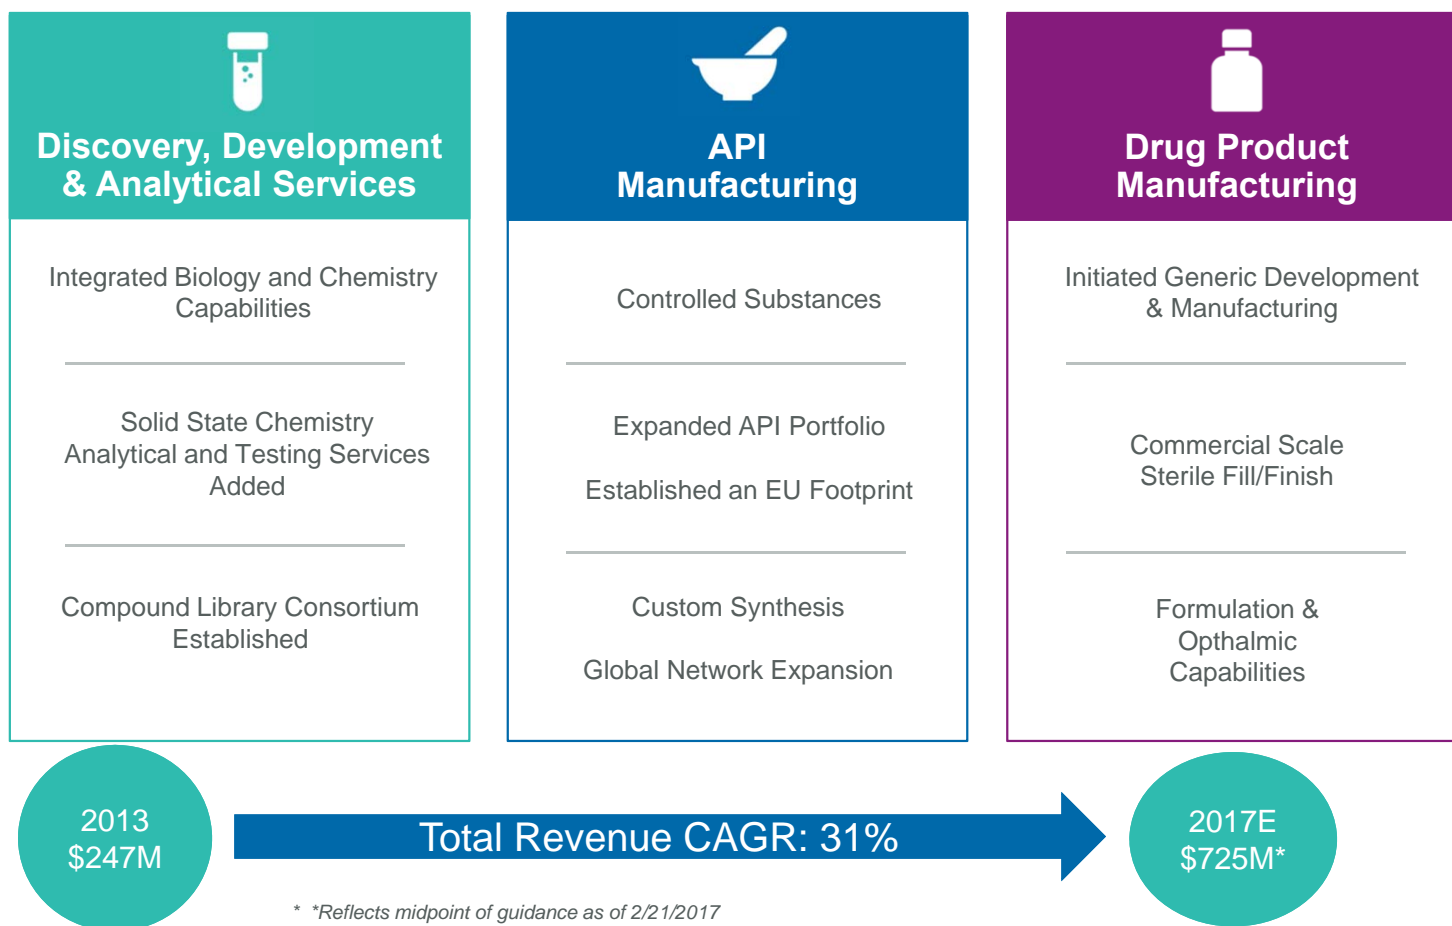 Discovery, Development
& Analytical Services
Integrated Biology and Chemistry
Capabilities
Solid State Chemistry
Analytical and Testing Services
Added
Compound Library Consortium
Established
API
Manufacturing
Controlled Substances
Expanded API Portfolio
Established an EU Footprint
Custom Synthesis
Global Network Expansion
Drug Product
Manufacturing
Initiated Generic Development
& Manufacturing
Commercial Scale
Sterile Fill/Finish
Formulation &
Opthalmic
Capabilities
2013
$247M
Total Revenue CAGR: 31%
2017E
$725M*
* *Reflects midpoint of guidance as of 2/21/2017